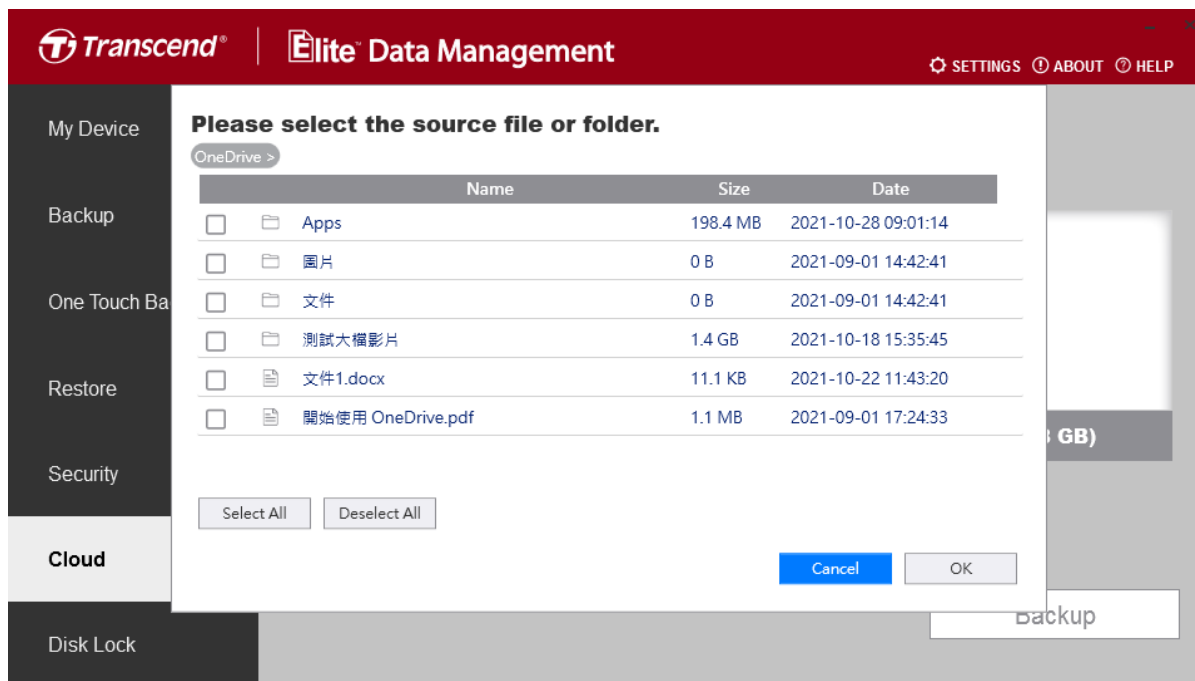 Transcend®
Elite™ Data Management
SETTINGS ABOUT HELP
My Device
Backup
One Touch Ba
Restore
Security
Cloud
Disk Lock
Please select the source file or folder.
OneDrive >
Name Size Date
Apps 198.4 MB 2021-10-28 09:01:14
圖片 0 B 2021-09-01 14:42:41
文件 0 B 2021-09-01 14:42:41
測試大檔影片 1.4 GB 2021-10-18 15:35:45
文件1.docx 11.1 KB 2021-10-22 11:43:20
開始使用 OneDrive.pdf 1.1 MB 2021-09-01 17:24:33
Select All Deselect All
Cancel OK
GB)
Backup